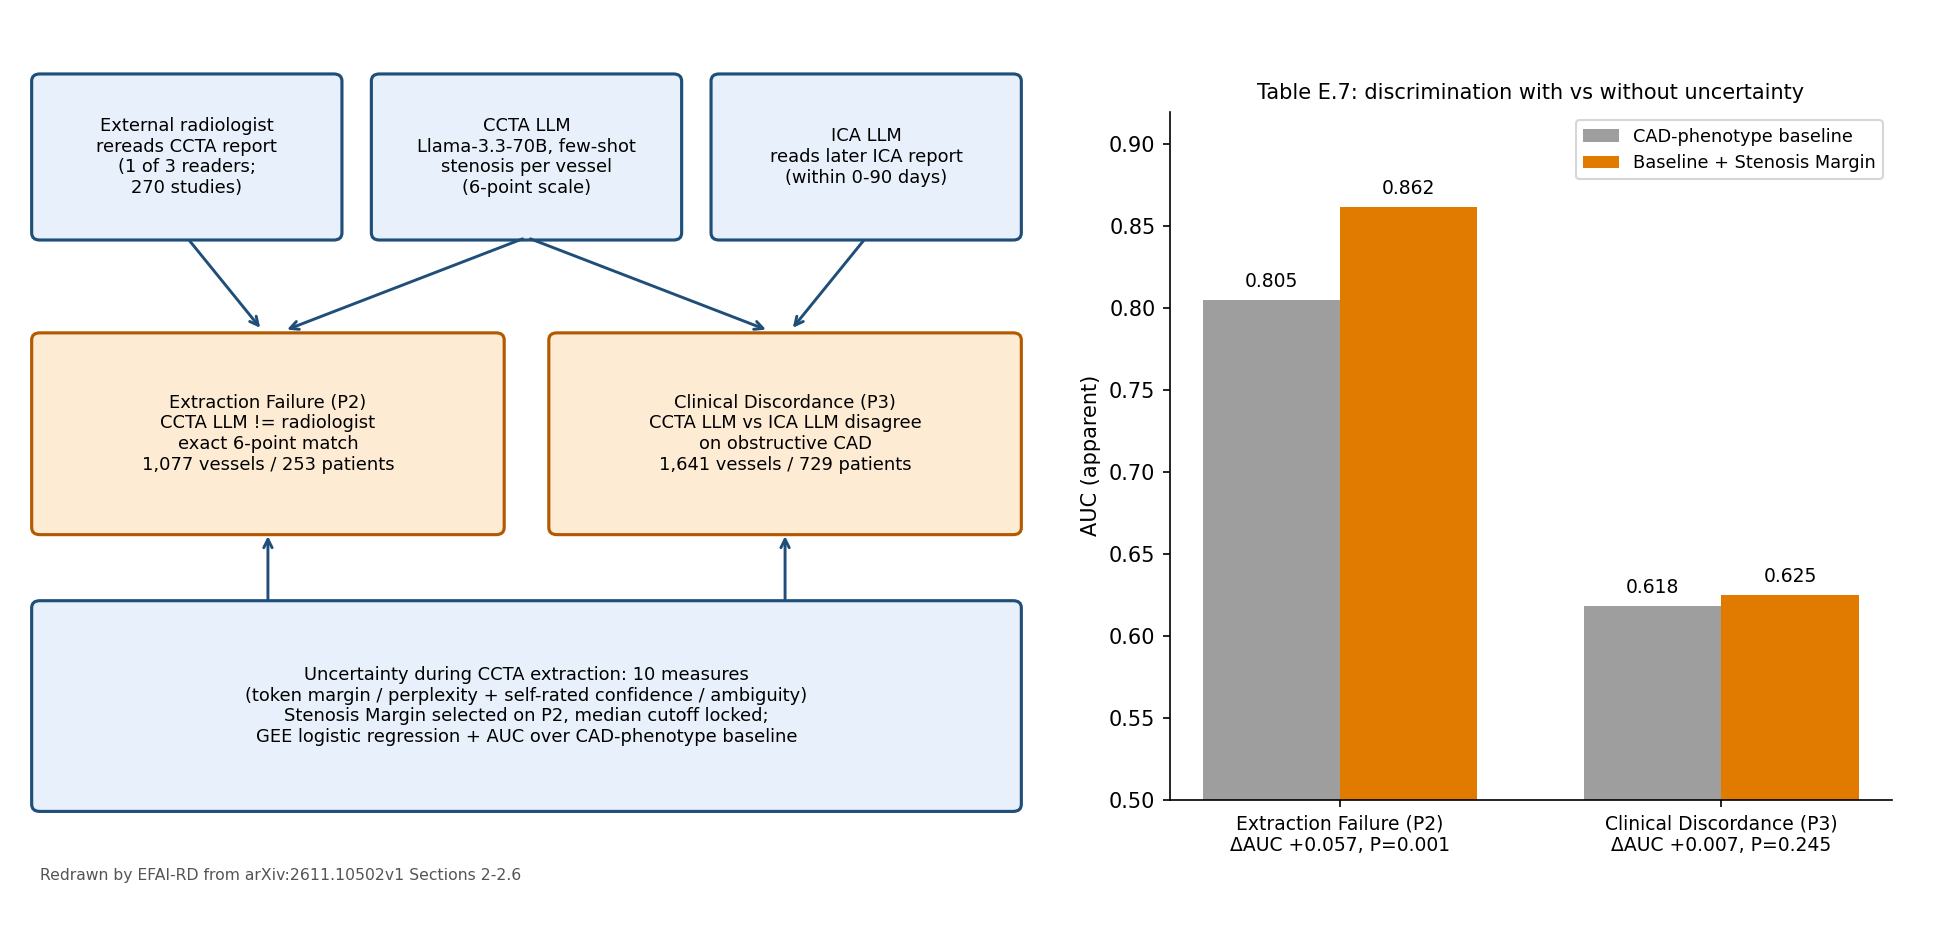 External radiologist
rereads CCTA report
(1 of 3 readers;
270 studies)
CCTA LLM
Llama-3.3-70B, few-shot
stenosis per vessel
(6-point scale)
ICA LLM
reads later ICA report
(within 0-90 days)
Extraction Failure (P2)
CCTA LLM != radiologist
exact 6-point match
1,077 vessels / 253 patients
Clinical Discordance (P3)
CCTA LLM vs ICA LLM disagree
on obstructive CAD
1,641 vessels / 729 patients
Uncertainty during CCTA extraction: 10 measures
(token margin / perplexity + self-rated confidence / ambiguity)
Stenosis Margin selected on P2, median cutoff locked;
GEE logistic regression + AUC over CAD-phenotype baseline
Redrawn by EFAI-RD from arXiv:2611.10502v1 Sections 2-2.6
Table E.7: discrimination with vs without uncertainty
CAD-phenotype baseline
Baseline + Stenosis Margin
AUC (apparent)
0.90
0.85
0.80
0.75
0.70
0.65
0.60
0.55
0.50
0.805
0.862
0.618
0.625
Extraction Failure (P2)
ΔAUC +0.057, P=0.001
Clinical Discordance (P3)
ΔAUC +0.007, P=0.245